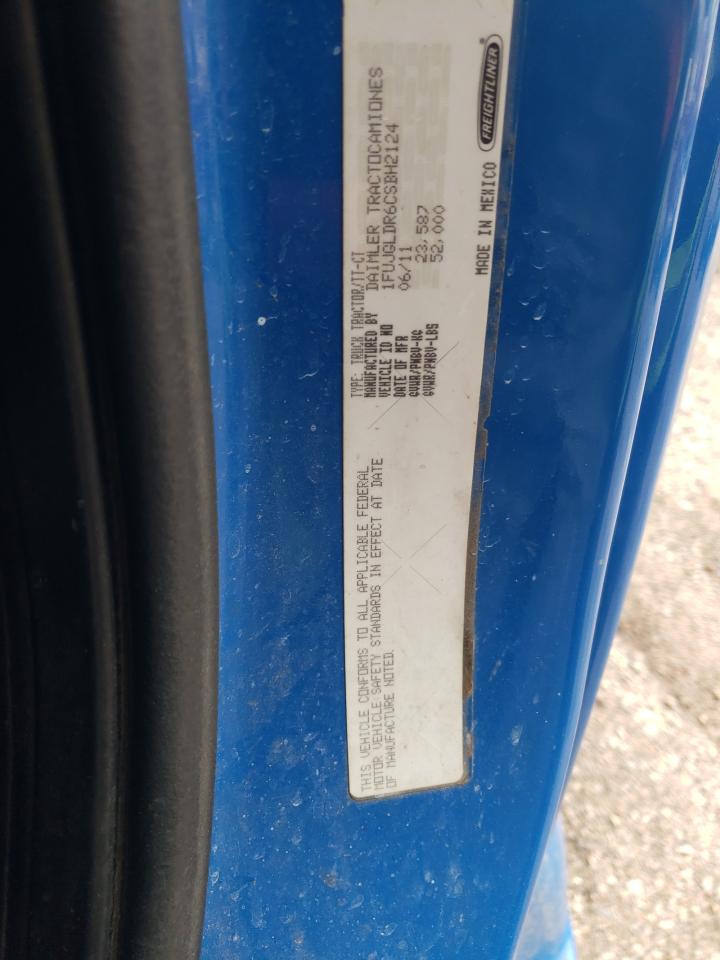 TYPE: TRUCK TRACTOR/TT-CT
MANUFACTURED BY DAIMLER TRACTOCAMIONES
VEHICLE ID NO 1FUJGLDR6CSBH2124
DATE OF MFR 06/11
GVWR/PNBV-KG 23,587
GVWR/PNBV-LBS 52,000
THIS VEHICLE CONFORMS TO ALL APPLICABLE FEDERAL
MOTOR VEHICLE SAFETY STANDARDS IN EFFECT AT DATE
OF MANUFACTURE NOTED.
MADE IN MEXICO FREIGHTLINER®